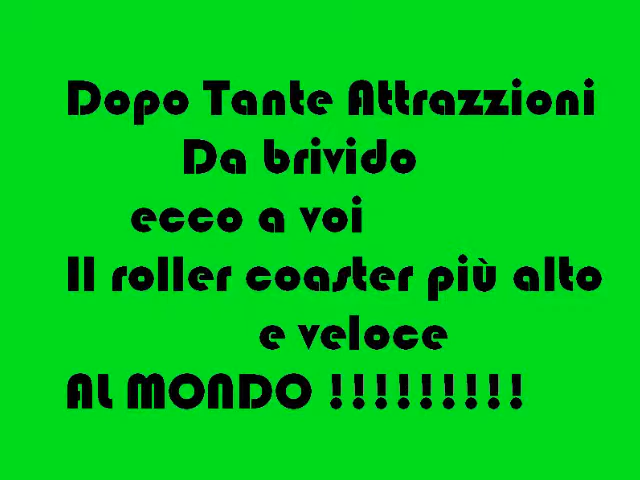 Dopo Tante Attrazzioni
Da brivido
ecco a voi
Il roller coaster più alto
e veloce
AL MONDO !!!!!!!!!